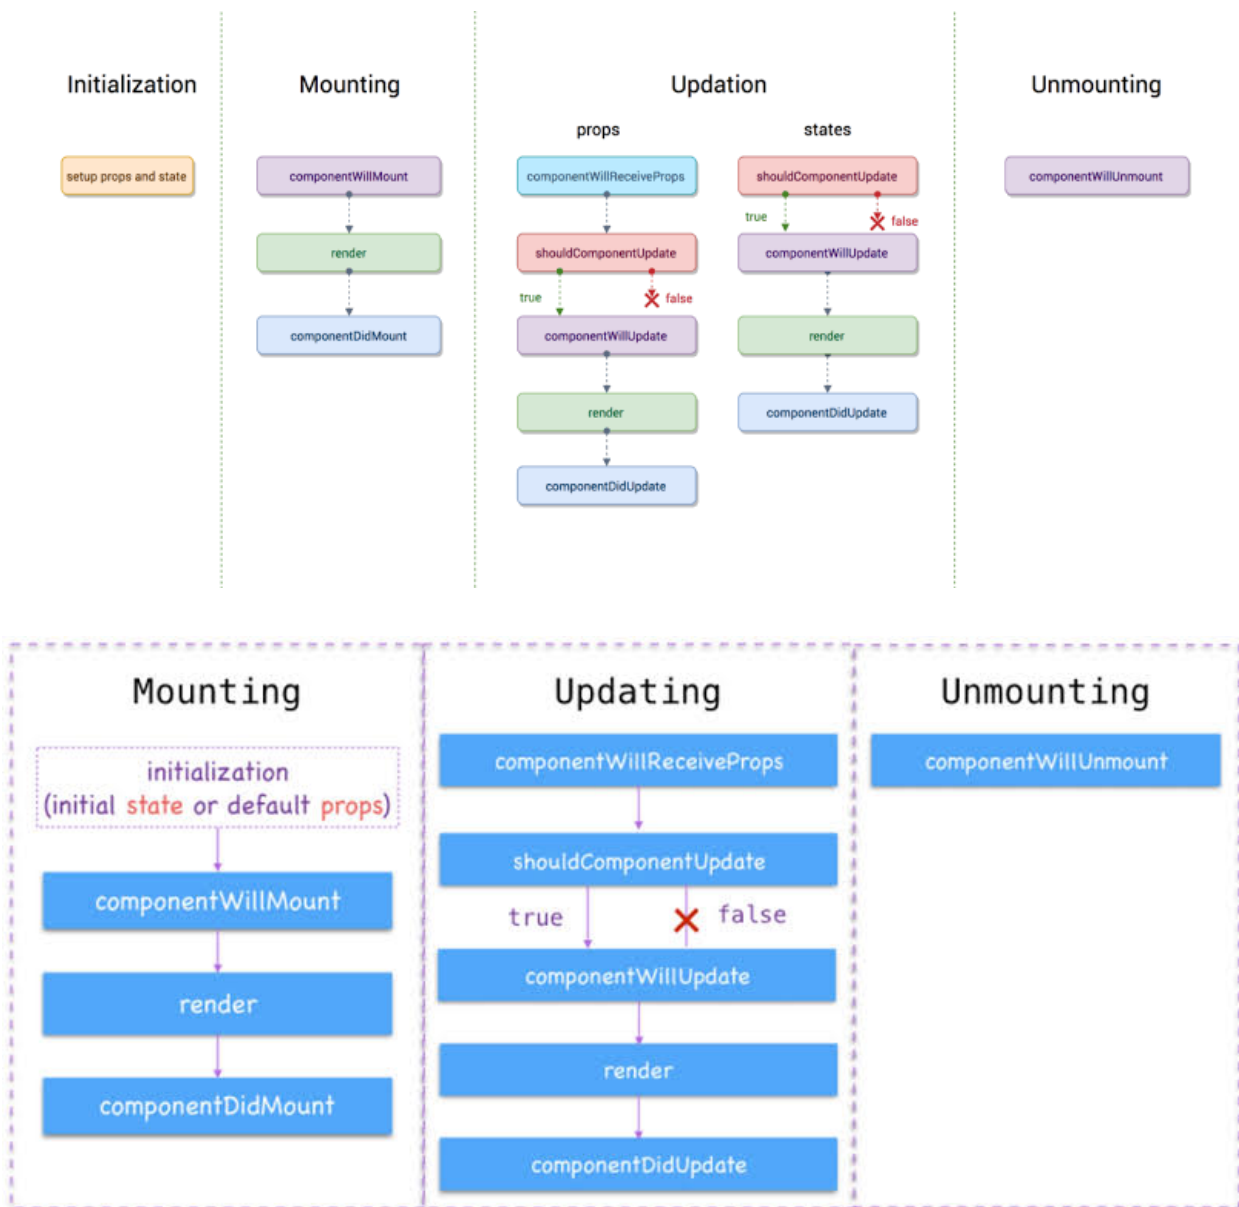 Initialization
Mounting
Updation
Unmounting
props
states
setup props and state
componentWillMount
render
componentDidMount
componentWillReceiveProps
shouldComponentUpdate
true
false
componentWillUpdate
render
componentDidUpdate
shouldComponentUpdate
true
false
componentWillUpdate
render
componentDidUpdate
componentWillUnmount
Mounting
initialization
(initial state or default props)
componentWillMount
render
componentDidMount
Updating
componentWillReceiveProps
shouldComponentUpdate
true
false
componentWillUpdate
render
componentDidUpdate
Unmounting
componentWillUnmount